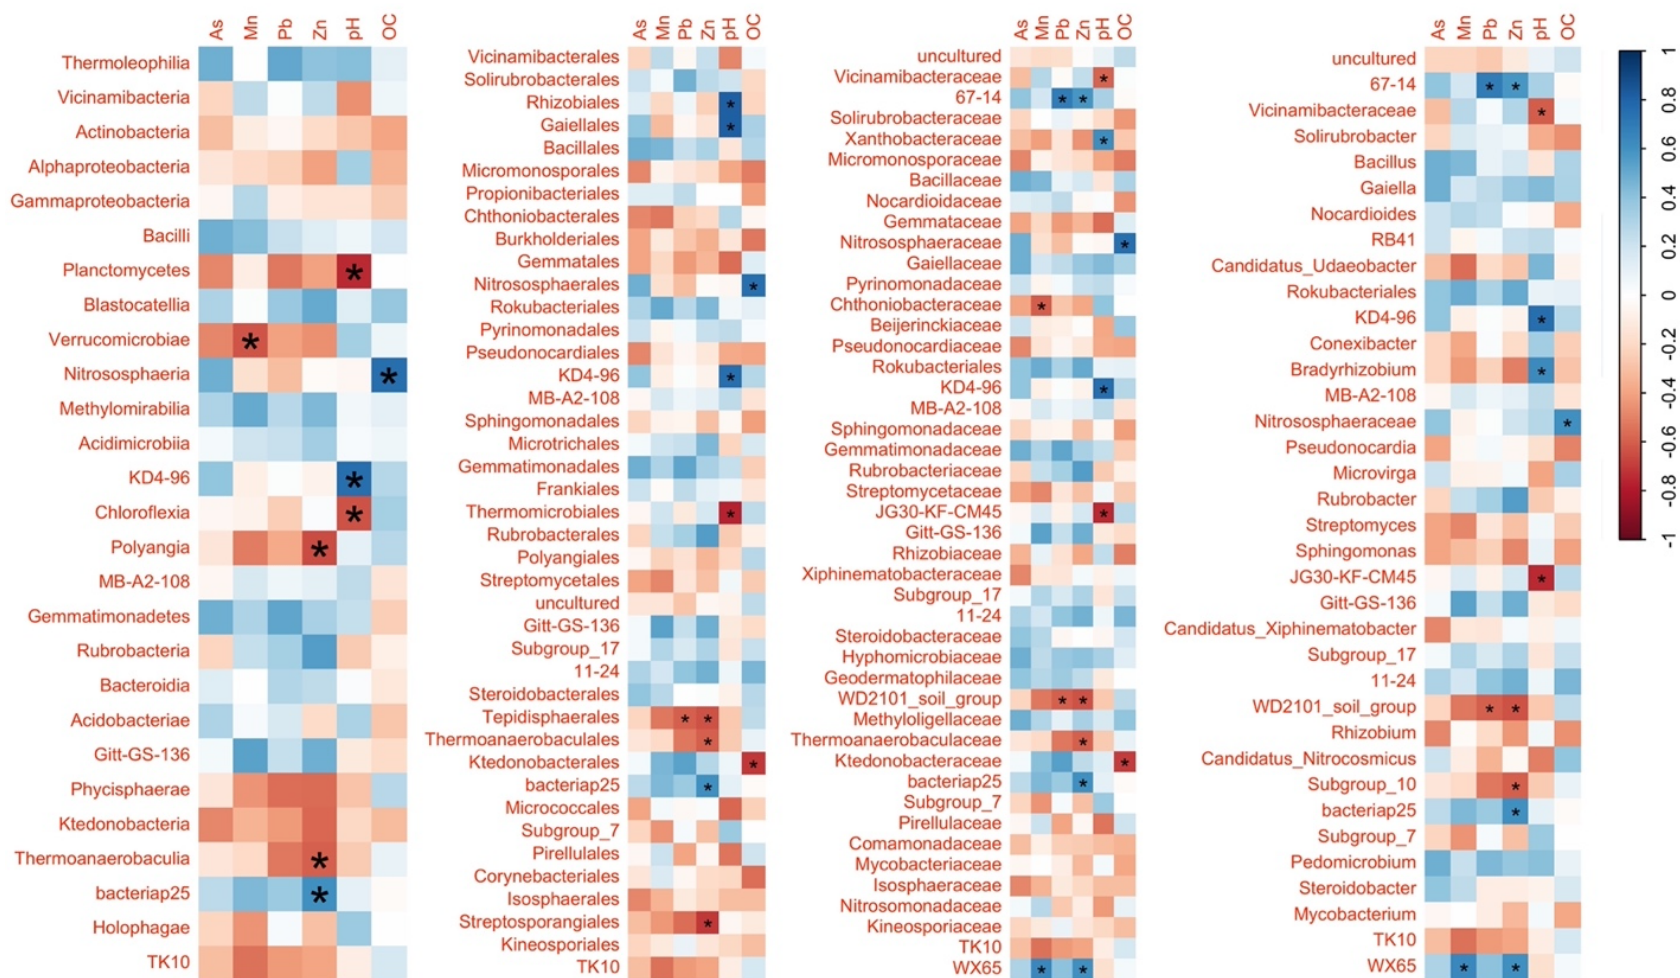 As Mn Pb Zn pH OC
Thermoleophilia
Vicinamibacteria
Actinobacteria
Alphaproteobacteria
Gammaproteobacteria
Bacilli
Planctomycetes
*
Blastocatellia
Verrucomicrobiae
*
Nitrososphaeria
*
Methylomirabilia
Acidimicrobiia
KD4-96
*
Chloroflexia
*
Polyangia
*
MB-A2-108
Gemmatimonadetes
Rubrobacteria
Bacteroidia
Acidobacteriae
Gitt-GS-136
Phycisphaerae
Ktedonobacteria
Thermoanaerobaculia
*
bacteriap25
*
Holophagae
TK10
As Mn Pb Zn pH OC
Vicinamibacterales
Solirubrobacterales
Rhizobiales
*
Gaiellales
*
Bacillales
Micromonosporales
Propionibacteriales
Chthoniobacterales
Burkholderiales
Gemmatales
Nitrososphaerales
*
Rokubacteriales
Pyrinomonadales
Pseudonocardiales
KD4-96
*
MB-A2-108
Sphingomonadales
Microtrichales
Gemmatimonadales
Frankiales
Thermomicrobiales
*
Rubrobacterales
Polyangiales
Streptomycetales
uncultured
Gitt-GS-136
Subgroup_17
11-24
Steroidobacterales
Tepidisphaerales
* *
Thermoanaerobaculales
*
Ktedonobacterales
*
bacteriap25
*
Micrococcales
Subgroup_7
Pirellulales
Corynebacteriales
Isosphaerales
Streptosporangiales
*
Kineosporiales
TK10
As Mn Pb Zn pH OC
uncultured
Vicinamibacteraceae
*
67-14
* *
Solirubrobacteraceae
Xanthobacteraceae
*
Micromonosporaceae
Bacillaceae
Nocardioidaceae
Gemmataceae
Nitrososphaeraceae
*
Gaiellaceae
Pyrinomonadaceae
Chthoniobacteraceae
*
Beijerinckiaceae
Pseudonocardiaceae
Rokubacteriales
KD4-96
*
MB-A2-108
Sphingomonadaceae
Gemmatimonadaceae
Rubrobacteriaceae
Streptomycetaceae
JG30-KF-CM45
*
Gitt-GS-136
Rhizobiaceae
Xiphinematobacteraceae
Subgroup_17
11-24
Steroidobacteraceae
Hyphomicrobiaceae
Geodermatophilaceae
WD2101_soil_group
* *
Methyloligellaceae
Thermoanaerobaculaceae
*
Ktedonobacteraceae
*
bacteriap25
*
Subgroup_7
Pirellulaceae
Comamonadaceae
Mycobacteriaceae
Isosphaeraceae
Nitrosomonadaceae
Kineosporiaceae
TK10
WX65
* *
As Mn Pb Zn pH OC
uncultured
67-14
* *
Vicinamibacteraceae
*
Solirubrobacter
Bacillus
Gaiella
Nocardioides
RB41
Candidatus_Udaeobacter
Rokubacteriales
KD4-96
*
Conexibacter
Bradyrhizobium
*
MB-A2-108
Nitrososphaeraceae
*
Pseudonocardia
Microvirga
Rubrobacter
Streptomyces
Sphingomonas
JG30-KF-CM45
*
Gitt-GS-136
Candidatus_Xiphinematobacter
Subgroup_17
11-24
WD2101_soil_group
* *
Rhizobium
Candidatus_Nitrocosmicus
Subgroup_10
*
bacteriap25
*
Subgroup_7
Pedomicrobium
Steroidobacter
Mycobacterium
TK10
WX65
* *
1
0.8
0.6
0.4
0.2
0
-0.2
-0.4
-0.6
-0.8
-1